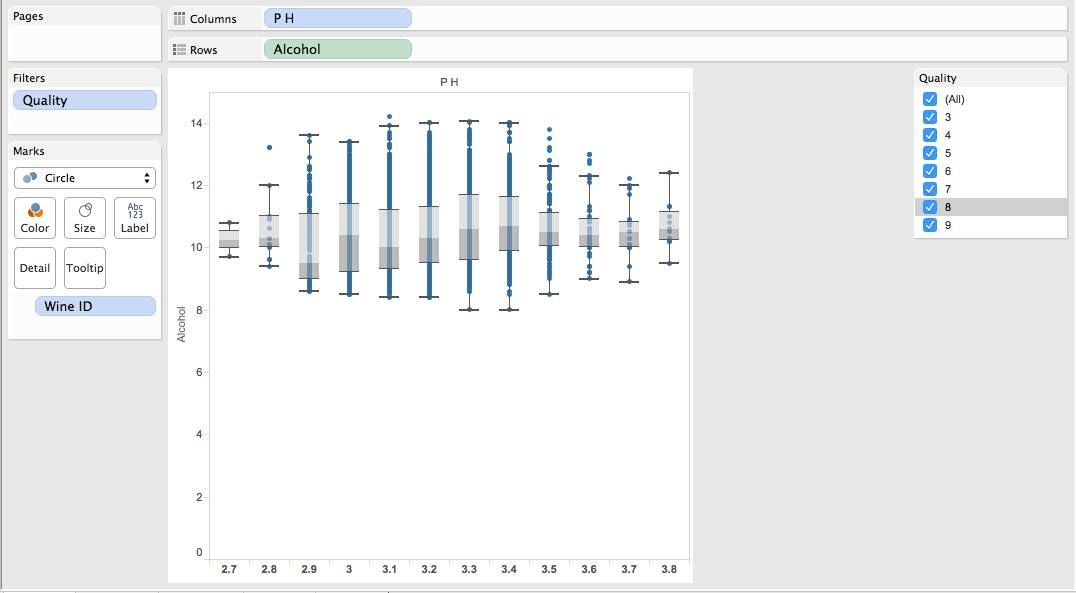 Pages
Columns P H
Rows Alcohol
Filters
Quality
Marks
Circle
Color Size Abc 123 Label
Detail Tooltip
Wine ID
P H
Alcohol
14
12
10
8
6
4
2
0
2.7 2.8 2.9 3 3.1 3.2 3.3 3.4 3.5 3.6 3.7 3.8
Quality
(All)
3
4
5
6
7
8
9